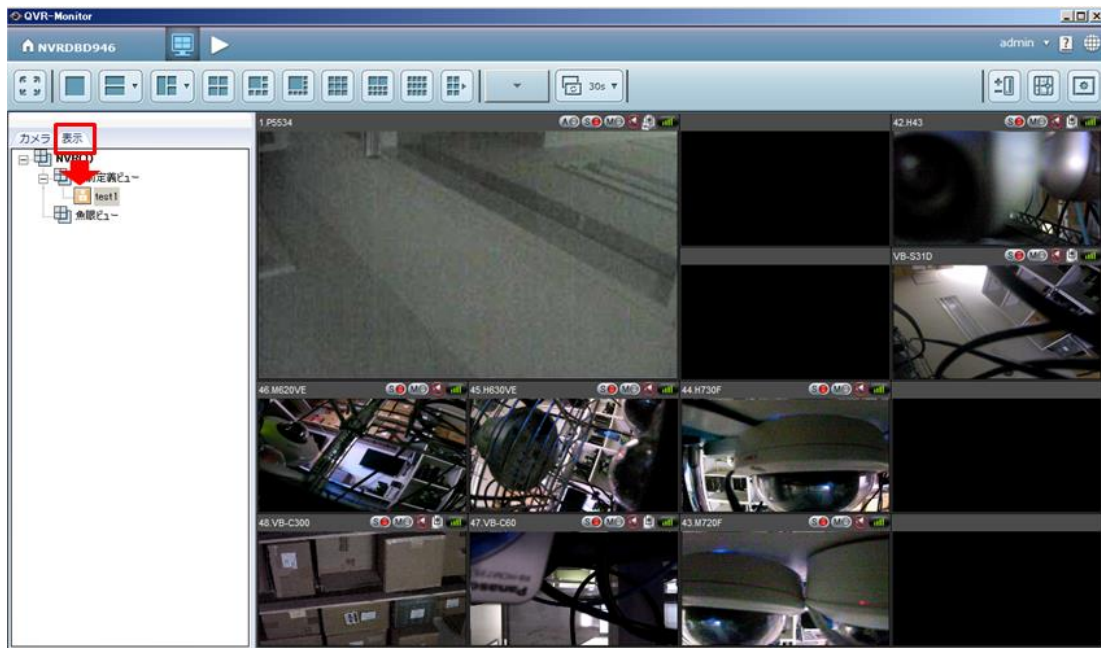 QVR-Monitor
NVRDBD946
admin
?
30s
カメラ
表示
NVR(1)
定義ビュー
test1
魚眼ビュー
1.P5534
42.H43
VB-S31D
46.M620VE
45.H630VE
44.H730F
48.VB-C300
47.VB-C60
43.M720F
Panas